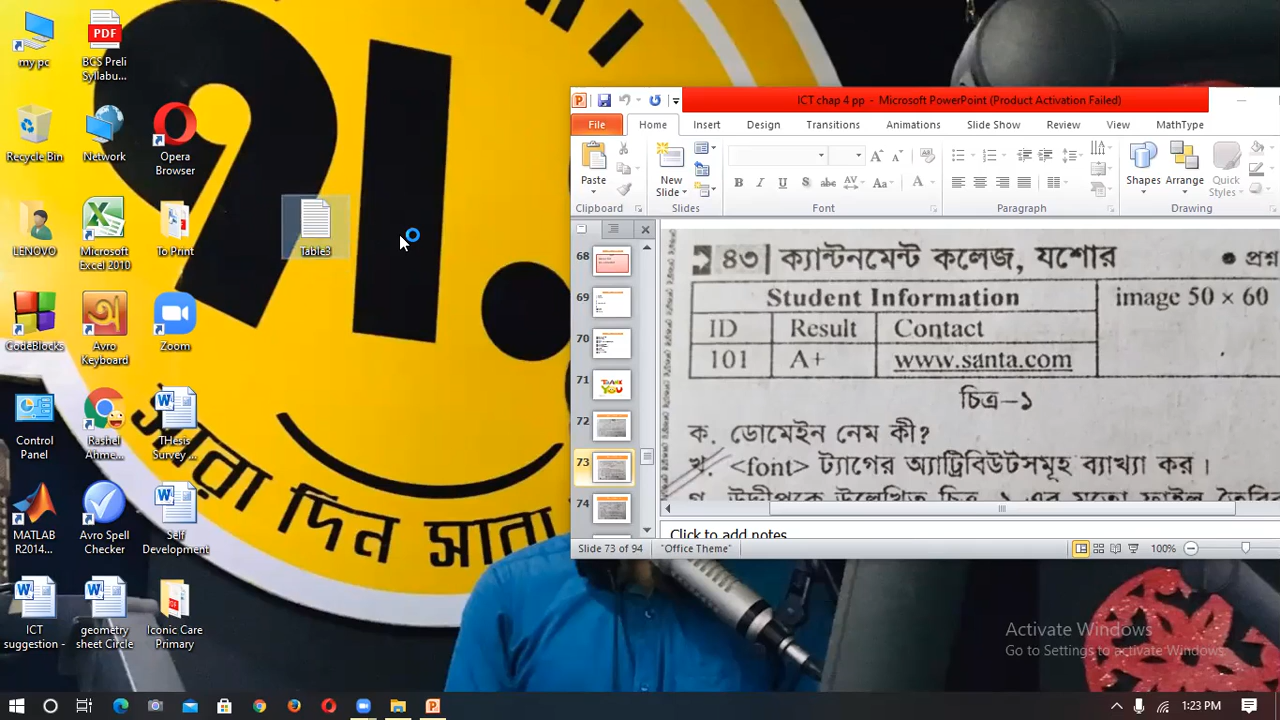 my pc
PDF
BCS Preli
Syllabu...
Recycle Bin
Network
Opera
Browser
LENOVO
Microsoft
Excel 2010
To Print
Table3
CodeBlocks
Avro
Keyboard
Zoom
Control
Panel
Rashel
Ahme...
THesis
Survey ...
MATLAB
R2014...
Avro Spell
Checker
Self
Development
ICT
suggestion -
geometry
sheet Circle
Iconic Care
Primary
৭১.
সারা দিন সারা
ICT chap 4 pp - Microsoft PowerPoint (Product Activation Failed)
File Home Insert Design Transitions Animations Slide Show Review View MathType
Paste
New
Slide
Shapes Arrange Quick
Styles
Clipboard Slides Font Paragraph Drawing
68
69
70
71
THANK
YOU
72
73
74
৪৩ ক্যান্টনমেন্ট কলেজ, যশোর ● প্রশ্ন
Student Information image 50 × 60
ID Result Contact
101 A+ www.santa.com
চিত্র-১
ক. ডোমেইন নেম কী?
খ. <font> ট্যাগের অ্যাট্রিবিউটসমূহ ব্যাখ্যা কর।
Click to add notes
Slide 73 of 94 "Office Theme" 100%
Activate Windows
Go to Settings to activate Windows.
1:23 PM